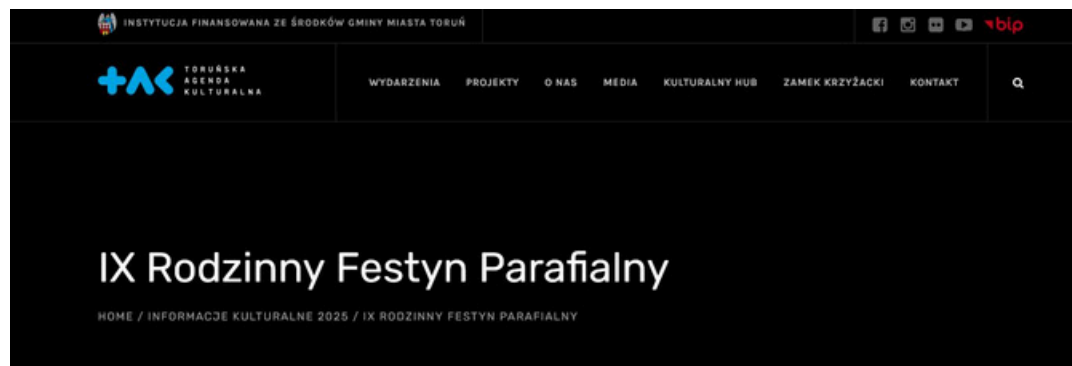 INSTYTUCJA FINANSOWANA ZE ŚRODKÓW GMINY MIASTA TORUŃ
bip
TORUŃSKA
AGENDA
KULTURALNA
WYDARZENIA PROJEKTY O NAS MEDIA KULTURALNY HUB ZAMEK KRZYŻACKI KONTAKT
IX Rodzinny Festyn Parafialny
HOME / INFORMACJE KULTURALNE 2025 / IX RODZINNY FESTYN PARAFIALNY